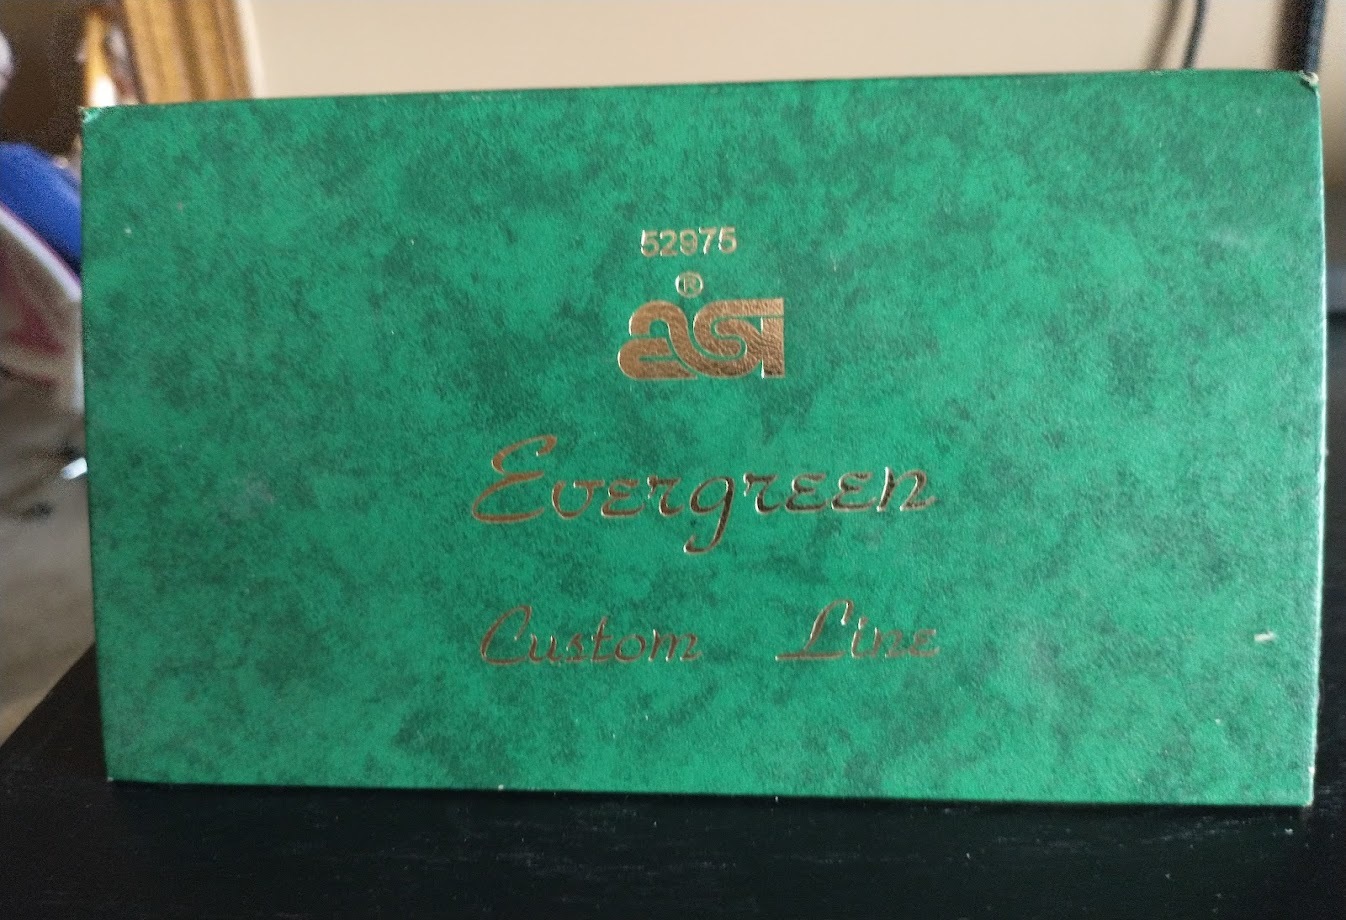 52975
®
asi
Evergreen
Custom Line